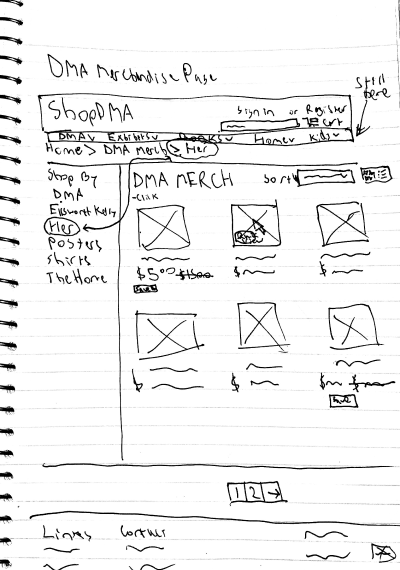 DMA Merchandise Page
Still here
ShopDMA
Sign In or Register
Cart
DMA Exhibits Books Home Kids
Home > DMA Merch > Her
Shop By
DMA
Ellsworth Kelly
Her
Posters
Shirts
The Home
DMA MERCH
Sort
-Click
$5.00 $15.00
Sale
$
$
$
$
$
Sale
1 2 →
Links Contact